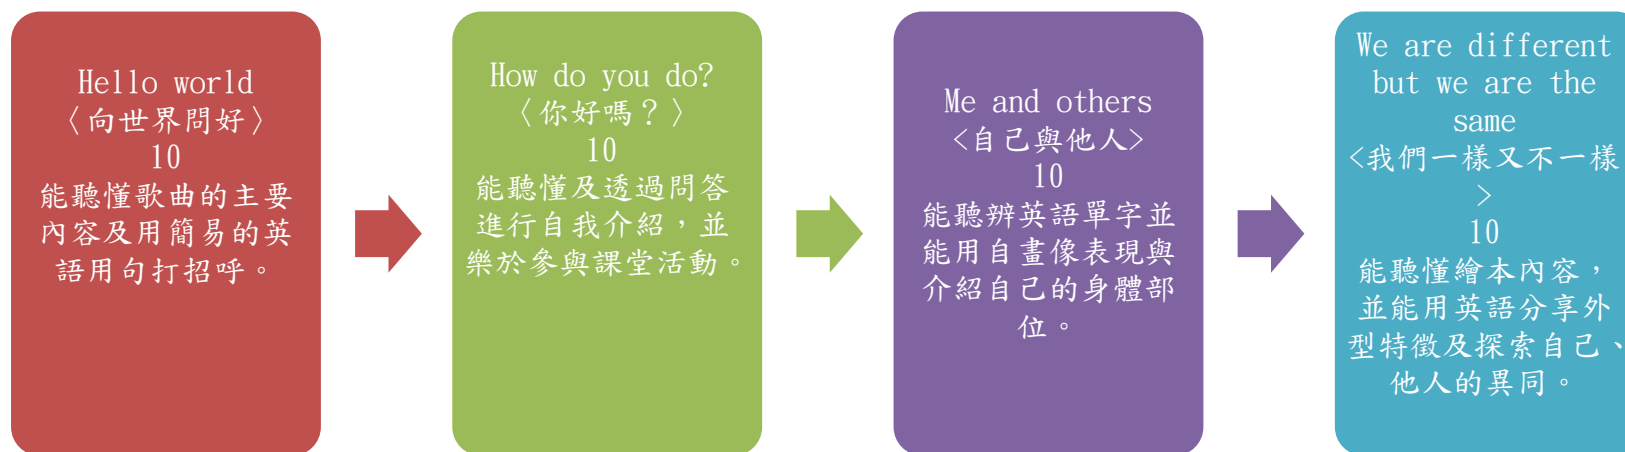 Hello world
〈向世界問好〉
10
能聽懂歌曲的主要
內容及用簡易的英
語用句打招呼。
How do you do?
〈你好嗎？〉
10
能聽懂及透過問答
進行自我介紹，並
樂於參與課堂活動。
Me and others
<自己與他人>
10
能聽辨英語單字並
能用自畫像表現與
介紹自己的身體部
位。
We are different
but we are the
same
<我們一樣又不一樣
>
10
能聽懂繪本內容，
並能用英語分享外
型特徵及探索自己、
他人的異同。